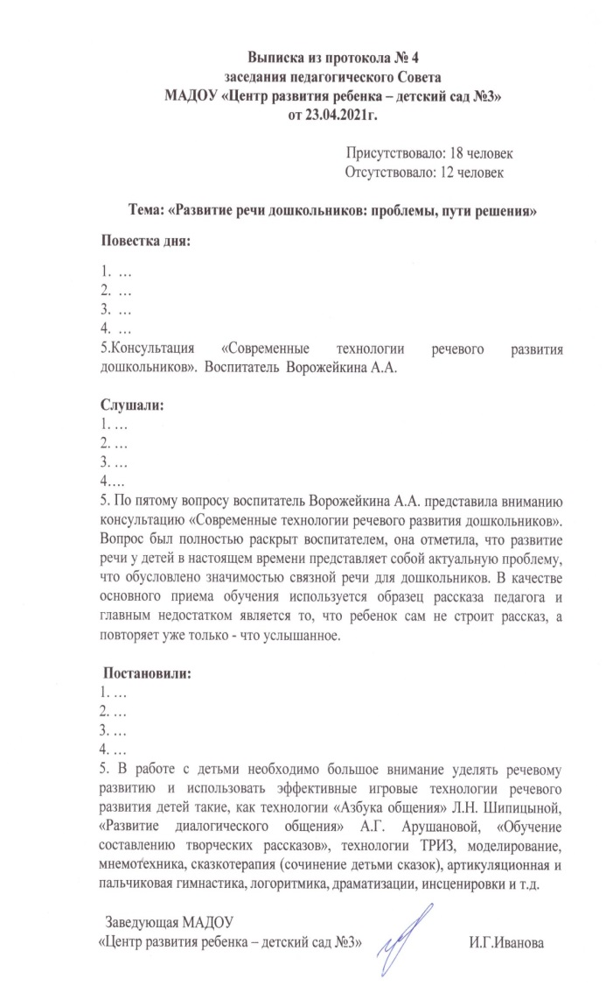 Выписка из протокола № 4
заседания педагогического Совета
МАДОУ «Центр развития ребенка – детский сад №3»
от 23.04.2021г.
Присутствовало: 18 человек
Отсутствовало: 12 человек
Тема: «Развитие речи дошкольников: проблемы, пути решения»
Повестка дня:
1. …
2. …
3. …
4. …
5.Консультация «Современные технологии речевого развития
дошкольников». Воспитатель Ворожейкина А.А.
Слушали:
1. …
2. …
3. …
4….
5. По пятому вопросу воспитатель Ворожейкина А.А. представила вниманию
консультацию «Современные технологии речевого развития дошкольников».
Вопрос был полностью раскрыт воспитателем, она отметила, что развитие
речи у детей в настоящем времени представляет собой актуальную проблему,
что обусловлено значимостью связной речи для дошкольников. В качестве
основного приема обучения используется образец рассказа педагога и
главным недостатком является то, что ребенок сам не строит рассказ, а
повторяет уже только - что услышанное.
Постановили:
1. …
2. …
3. …
4. …
5. В работе с детьми необходимо большое внимание уделять речевому
развитию и использовать эффективные игровые технологии речевого
развития детей такие, как технологии «Азбука общения» Л.Н. Шипицыной,
«Развитие диалогического общения» А.Г. Арушановой, «Обучение
составлению творческих рассказов», технологии ТРИЗ, моделирование,
мнемотехника, сказкотерапия (сочинение детьми сказок), артикуляционная и
пальчиковая гимнастика, логоритмика, драматизации, инсценировки и т.д.
Заведующая МАДОУ
«Центр развития ребенка – детский сад №3» И.Г.Иванова